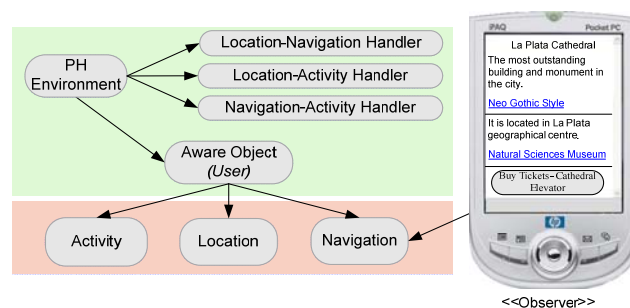 PH
Environment
Location-Navigation Handler
Location-Activity Handler
Navigation-Activity Handler
Aware Object
(User)
Activity
Location
Navigation
iPAQ
Pocket PC
La Plata Cathedral
The most outstanding
building and monument in
the city.
Neo Gothic Style
It is located in La Plata
geographical centre.
Natural Sciences Museum
Buy Tickets-Cathedral
Elevator
hp
<<Observer>>